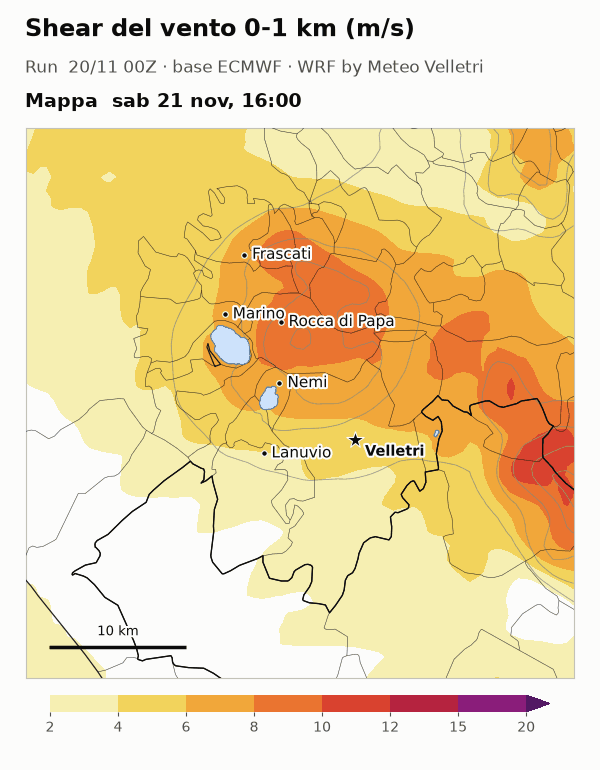 Shear del vento 0-1 km (m/s)
Run  20/11 00Z · base ECMWF · WRF by Meteo Velletri
Mappa  sab 21 nov, 16:00
Frascati
Marino
Rocca di Papa
Nemi
Velletri
Lanuvio
10 km
2 4 6 8 10 12 15 20